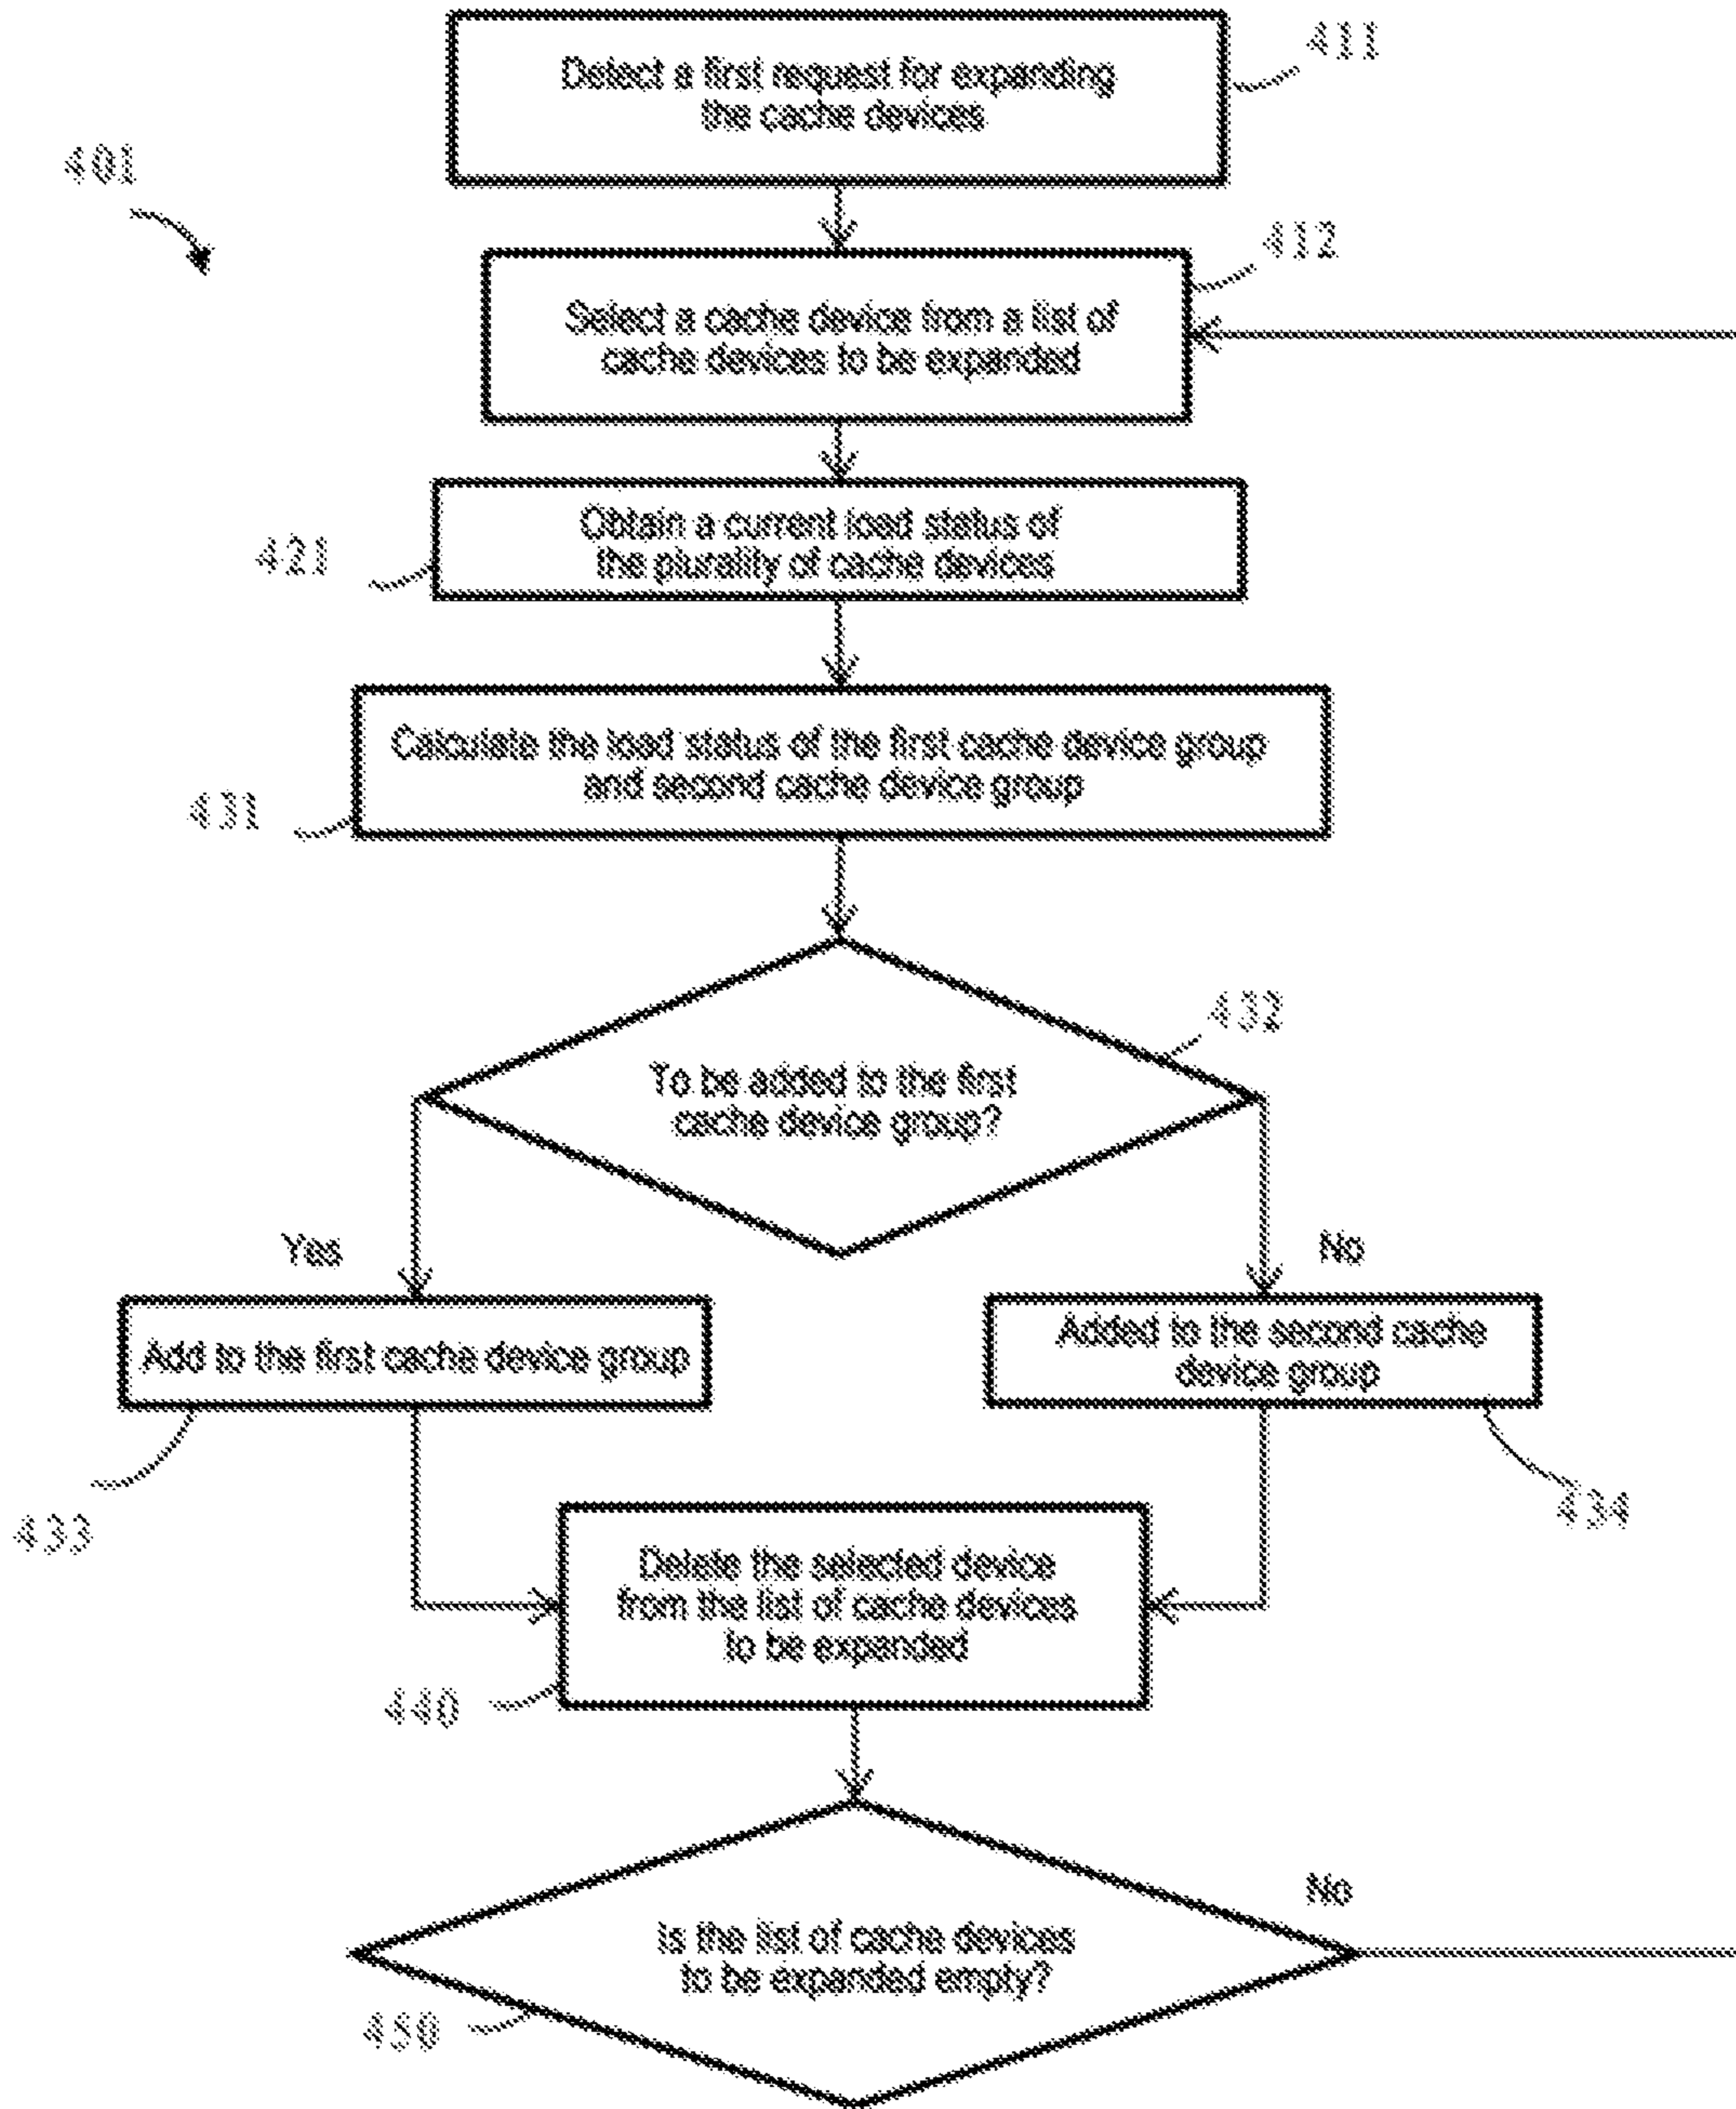 411
Detect a first request for expanding
the cache devices
401
412
Select a cache device from a list of
cache devices to be expanded
421
Obtain a current load status of
the plurality of cache devices
Calculate the load status of the first cache device group
and second cache device group
431
432
To be added to the first
cache device group?
Yes
No
Add to the first cache device group
Added to the second cache
device group
433
434
Delete the selected device
from the list of cache devices
to be expanded
440
No
Is the list of cache devices
to be expanded empty?
450